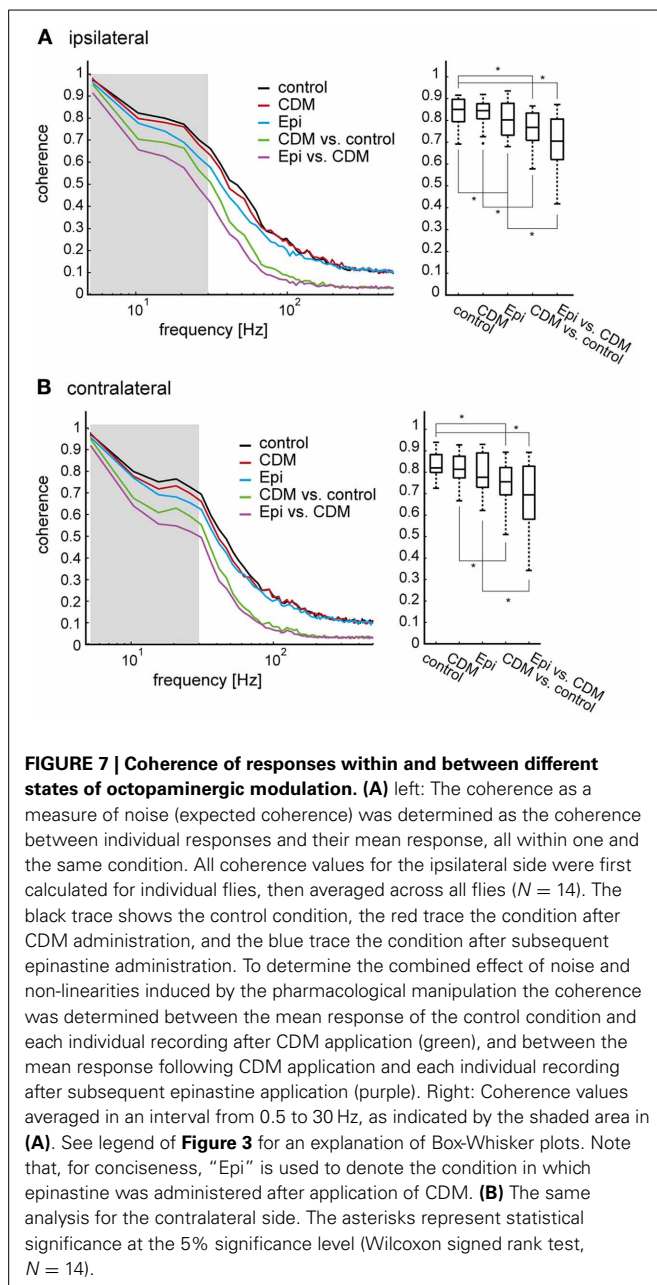 A ipsilateral
1
0.9
0.8
0.7
0.6
0.5
0.4
0.3
0.2
0.1
0
coherence
control
CDM
Epi
CDM vs. control
Epi vs. CDM
10¹ 10²
frequency [Hz]
* *
* *
*
1
0.9
0.8
0.7
0.6
0.5
0.4
0.3
0.2
0.1
0
control
CDM
Epi
CDM vs. control
Epi vs. CDM
B contralateral
1
0.9
0.8
0.7
0.6
0.5
0.4
0.3
0.2
0.1
0
coherence
control
CDM
Epi
CDM vs. control
Epi vs. CDM
10¹ 10²
frequency [Hz]
*
*
*
*
1
0.9
0.8
0.7
0.6
0.5
0.4
0.3
0.2
0.1
0
control
CDM
Epi
CDM vs. control
Epi vs. CDM
FIGURE 7 | Coherence of responses within and between different
states of octopaminergic modulation. (A) left: The coherence as a
measure of noise (expected coherence) was determined as the coherence
between individual responses and their mean response, all within one and
the same condition. All coherence values for the ipsilateral side were first
calculated for individual flies, then averaged across all flies (N = 14). The
black trace shows the control condition, the red trace the condition after
CDM administration, and the blue trace the condition after subsequent
epinastine administration. To determine the combined effect of noise and
non-linearities induced by the pharmacological manipulation the coherence
was determined between the mean response of the control condition and
each individual recording after CDM application (green), and between the
mean response following CDM application and each individual recording
after subsequent epinastine application (purple). Right: Coherence values
averaged in an interval from 0.5 to 30 Hz, as indicated by the shaded area in
(A). See legend of Figure 3 for an explanation of Box-Whisker plots. Note
that, for conciseness, "Epi" is used to denote the condition in which
epinastine was administered after application of CDM. (B) The same
analysis for the contralateral side. The asterisks represent statistical
significance at the 5% significance level (Wilcoxon signed rank test,
N = 14).